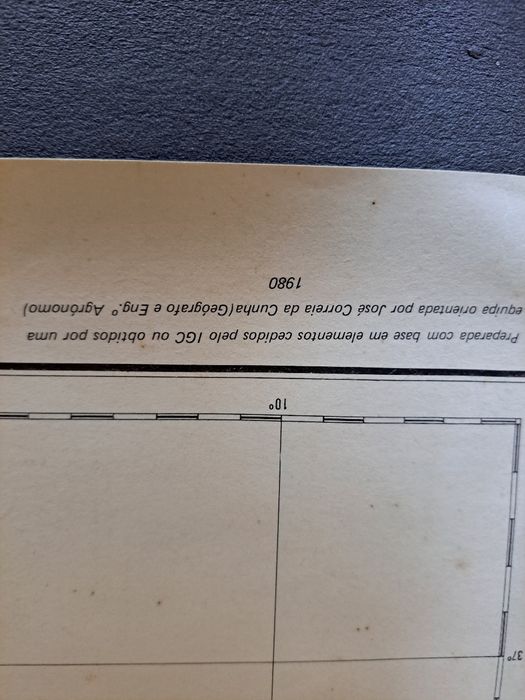 37º
10º
Preparada com base em elementos cedidos pelo IGC ou obtidos por uma
equipa orientada por José Correia da Cunha (Geógrafo e Eng.º Agrónomo)
1980